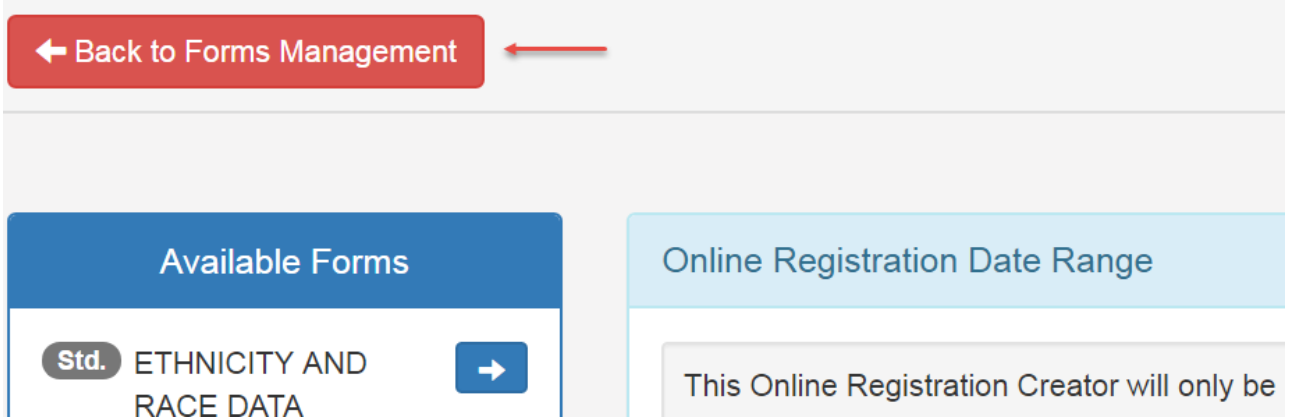 Back to Forms Management
Available Forms
Online Registration Date Range
Std. ETHNICITY AND
RACE DATA
This Online Registration Creator will only be